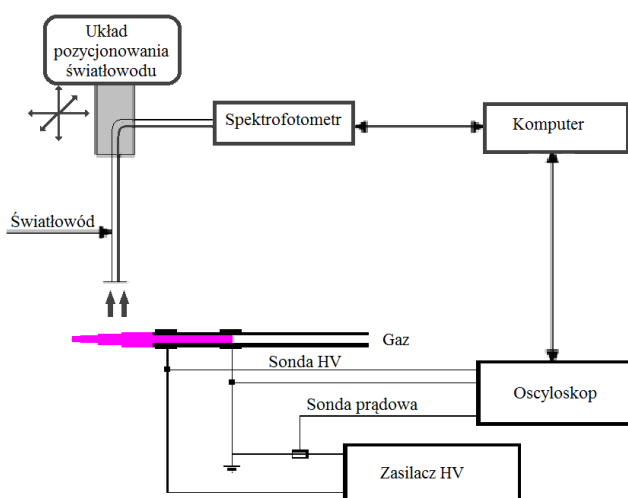 Układ
pozycjonowania
światłowodu
Spektrofotometr
Komputer
Światłowód
Gaz
Sonda HV
Oscyloskop
Sonda prądowa
Zasilacz HV